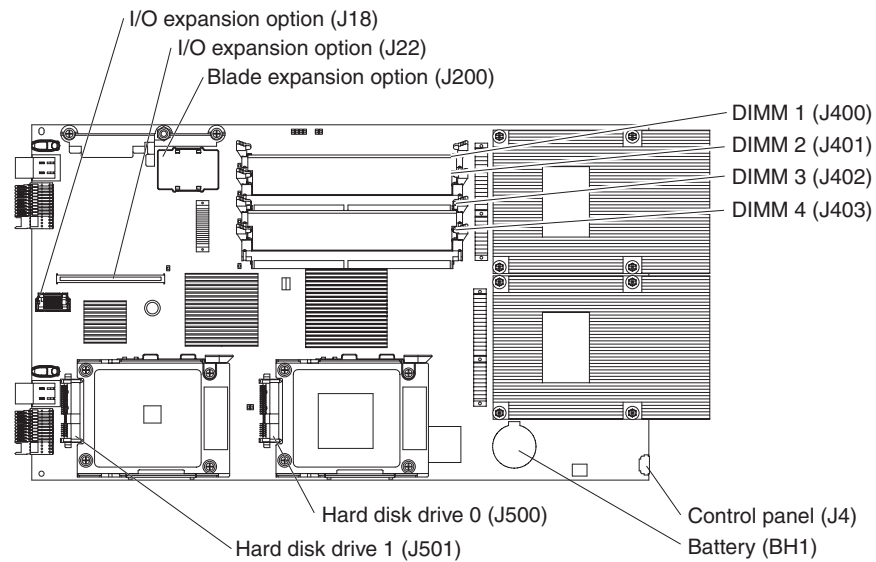 I/O expansion option (J18)
I/O expansion option (J22)
Blade expansion option (J200)
DIMM 1 (J400)
DIMM 2 (J401)
DIMM 3 (J402)
DIMM 4 (J403)
Hard disk drive 0 (J500)
Hard disk drive 1 (J501)
Control panel (J4)
Battery (BH1)